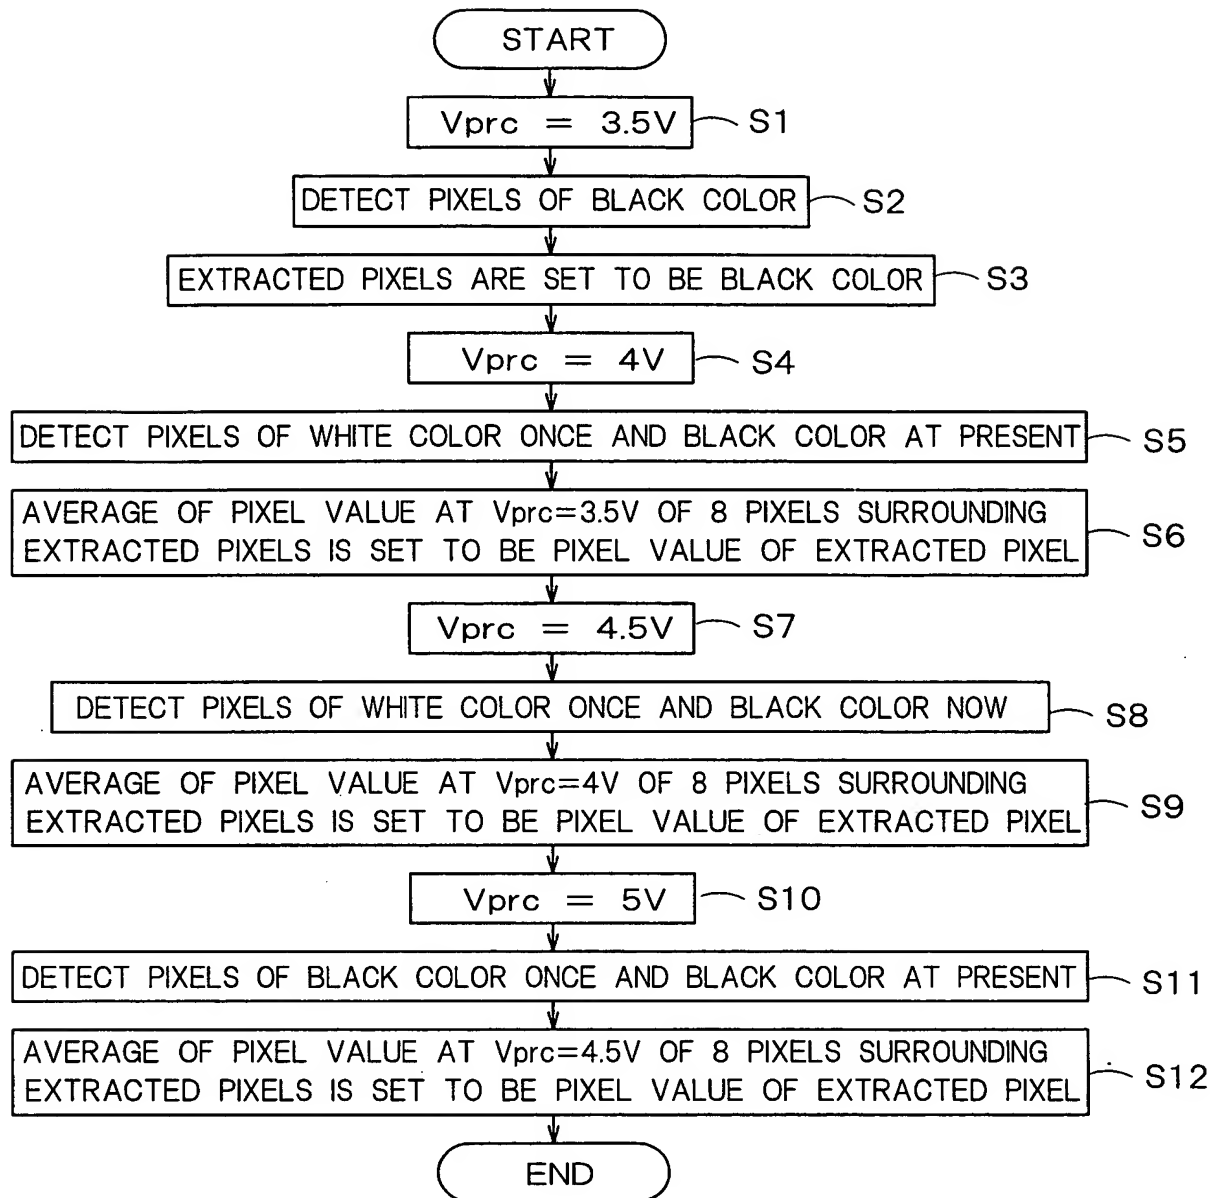 START
Vprc = 3.5V S1
DETECT PIXELS OF BLACK COLOR S2
EXTRACTED PIXELS ARE SET TO BE BLACK COLOR S3
Vprc = 4V S4
DETECT PIXELS OF WHITE COLOR ONCE AND BLACK COLOR AT PRESENT S5
AVERAGE OF PIXEL VALUE AT Vprc=3.5V OF 8 PIXELS SURROUNDING
EXTRACTED PIXELS IS SET TO BE PIXEL VALUE OF EXTRACTED PIXEL S6
Vprc = 4.5V S7
DETECT PIXELS OF WHITE COLOR ONCE AND BLACK COLOR NOW S8
AVERAGE OF PIXEL VALUE AT Vprc=4V OF 8 PIXELS SURROUNDING
EXTRACTED PIXELS IS SET TO BE PIXEL VALUE OF EXTRACTED PIXEL S9
Vprc = 5V S10
DETECT PIXELS OF BLACK COLOR ONCE AND BLACK COLOR AT PRESENT S11
AVERAGE OF PIXEL VALUE AT Vprc=4.5V OF 8 PIXELS SURROUNDING
EXTRACTED PIXELS IS SET TO BE PIXEL VALUE OF EXTRACTED PIXEL S12
END